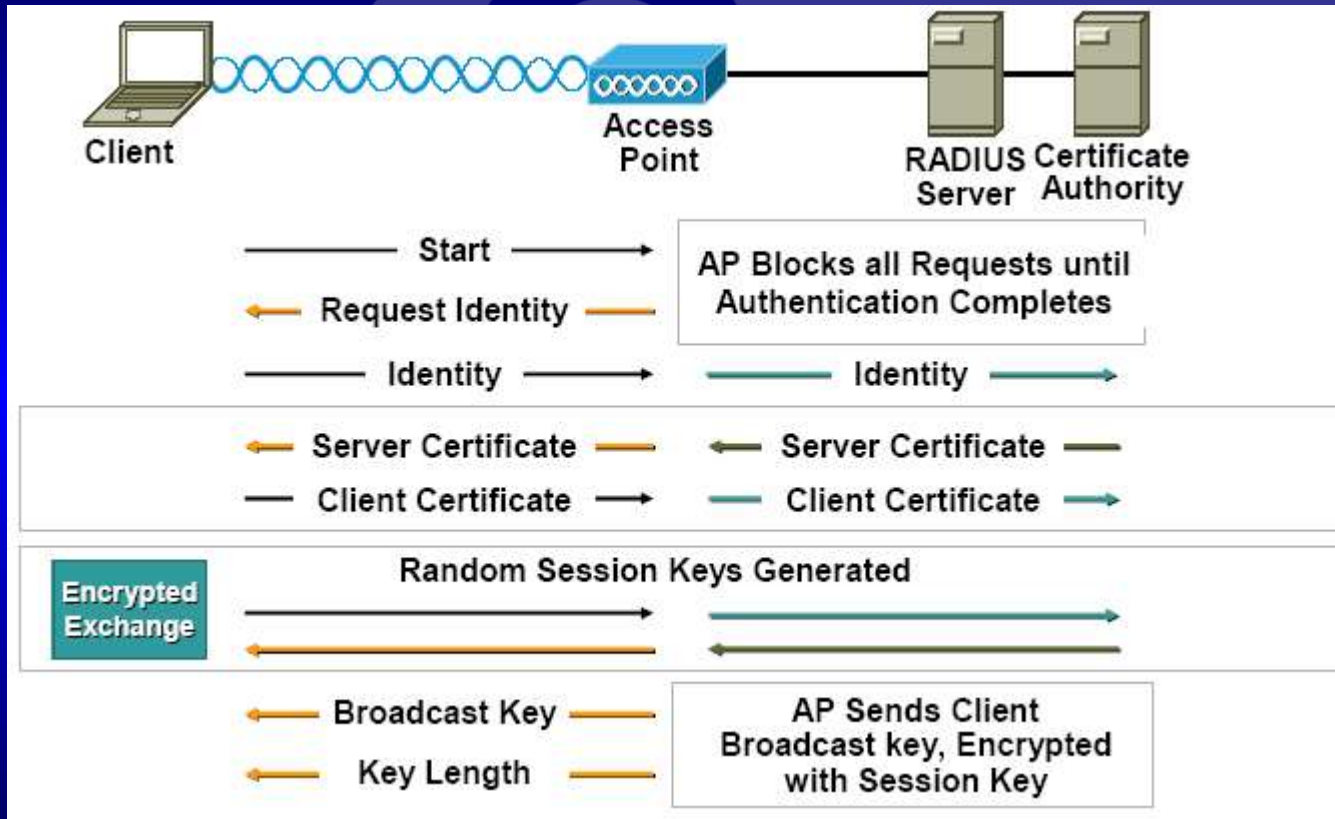 Client
Access
Point
RADIUS
Server
Certificate
Authority
Start
AP Blocks all Requests until
Authentication Completes
Request Identity
Identity
Identity
Server Certificate
Server Certificate
Client Certificate
Client Certificate
Encrypted
Exchange
Random Session Keys Generated
Broadcast Key
Key Length
AP Sends Client
Broadcast key, Encrypted
with Session Key